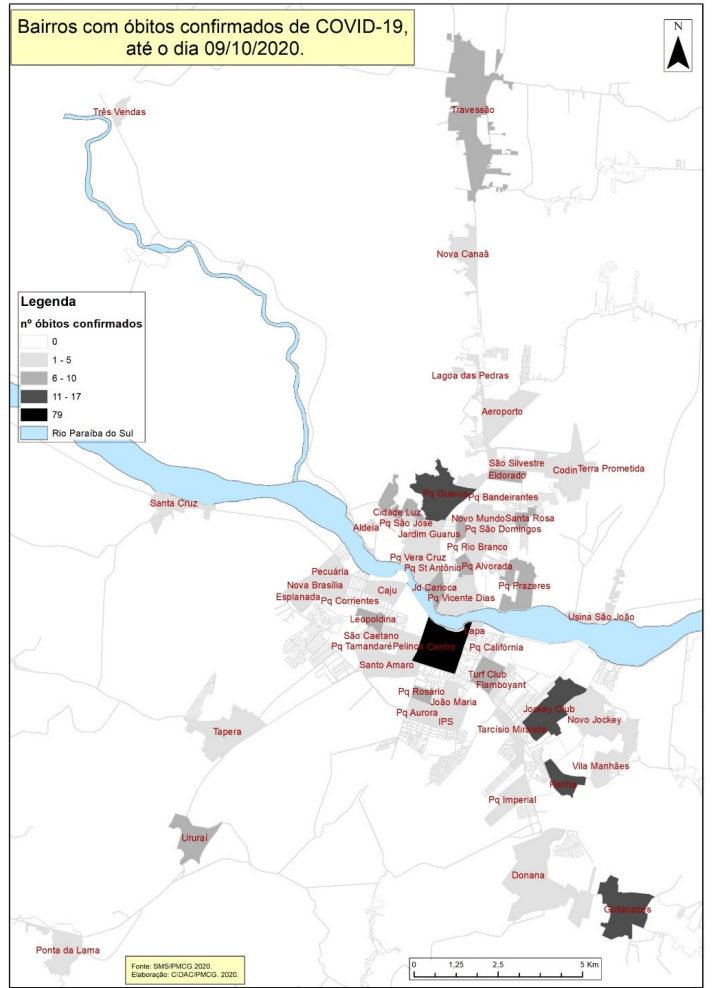 Bairros com óbitos confirmados de COVID-19,
até o dia 09/10/2020.
N
Três Vendas
Travessão
Nova Canaã
Legenda
nº óbitos confirmados
0
1 - 5
6 - 10
11 - 17
79
Rio Paraíba do Sul
Lagoa das Pedras
Aeroporto
São Silvestre
Eldorado
Codin
Terra Prometida
Pq Guarus
Pq Bandeirantes
Santa Cruz
Cidade Luz
Novo Mundo
Santa Rosa
Pq São José
Aldeia
Pq São Domingos
Jardim Guarus
Pq Rio Branco
Pq Vera Cruz
Pq St Antônio
Pq Alvorada
Pecuária
Nova Brasília
Jd Carioca
Pq Prazeres
Caju
Esplanada
Pq Corrientes
Pq Vicente Dias
Usina São João
Leopoldina
Lapa
São Caetano
Pq Tamandaré
Pelinca
Centro
Pq Califórnia
Santo Amaro
Turf Club
Flamboyant
Pq Rosário
João Maria
Jockey Club
Pq Aurora
Novo Jockey
IPS
Tarcísio Miranda
Tapera
Vila Manhães
Penha
Pq Imperial
Ururaí
Donana
Goitacazes
Ponta da Lama
Fonte: SMS/PMCG 2020.
Elaboração: CIDAC/PMCG. 2020.
0 1,25 2,5 5 Km